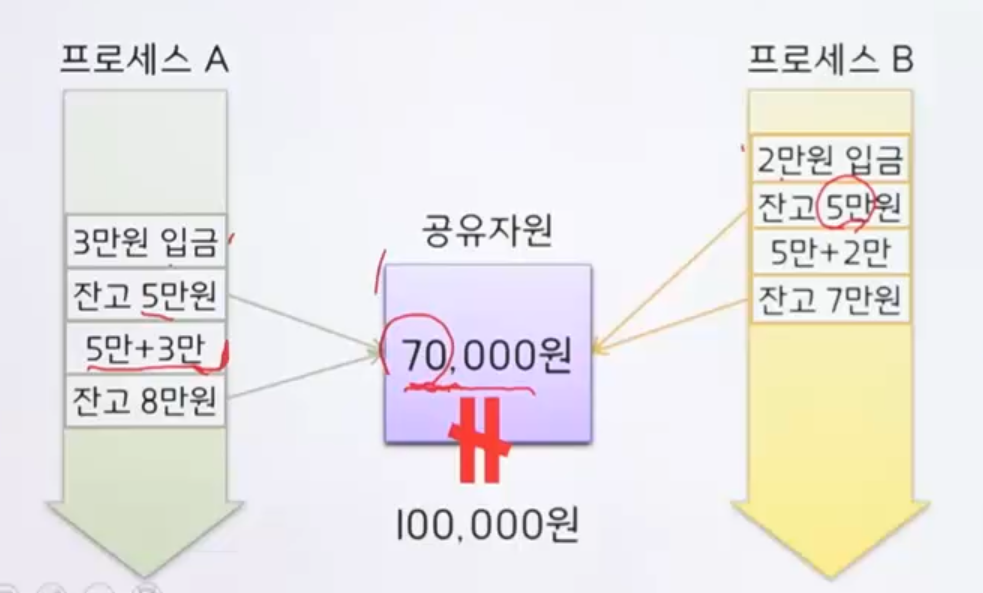 프로세스 A
3만원 입금
잔고 5만원
5만+3만
잔고 8만원
공유자원
70,000원
100,000원
프로세스 B
2만원 입금
잔고 5만원
5만+2만
잔고 7만원